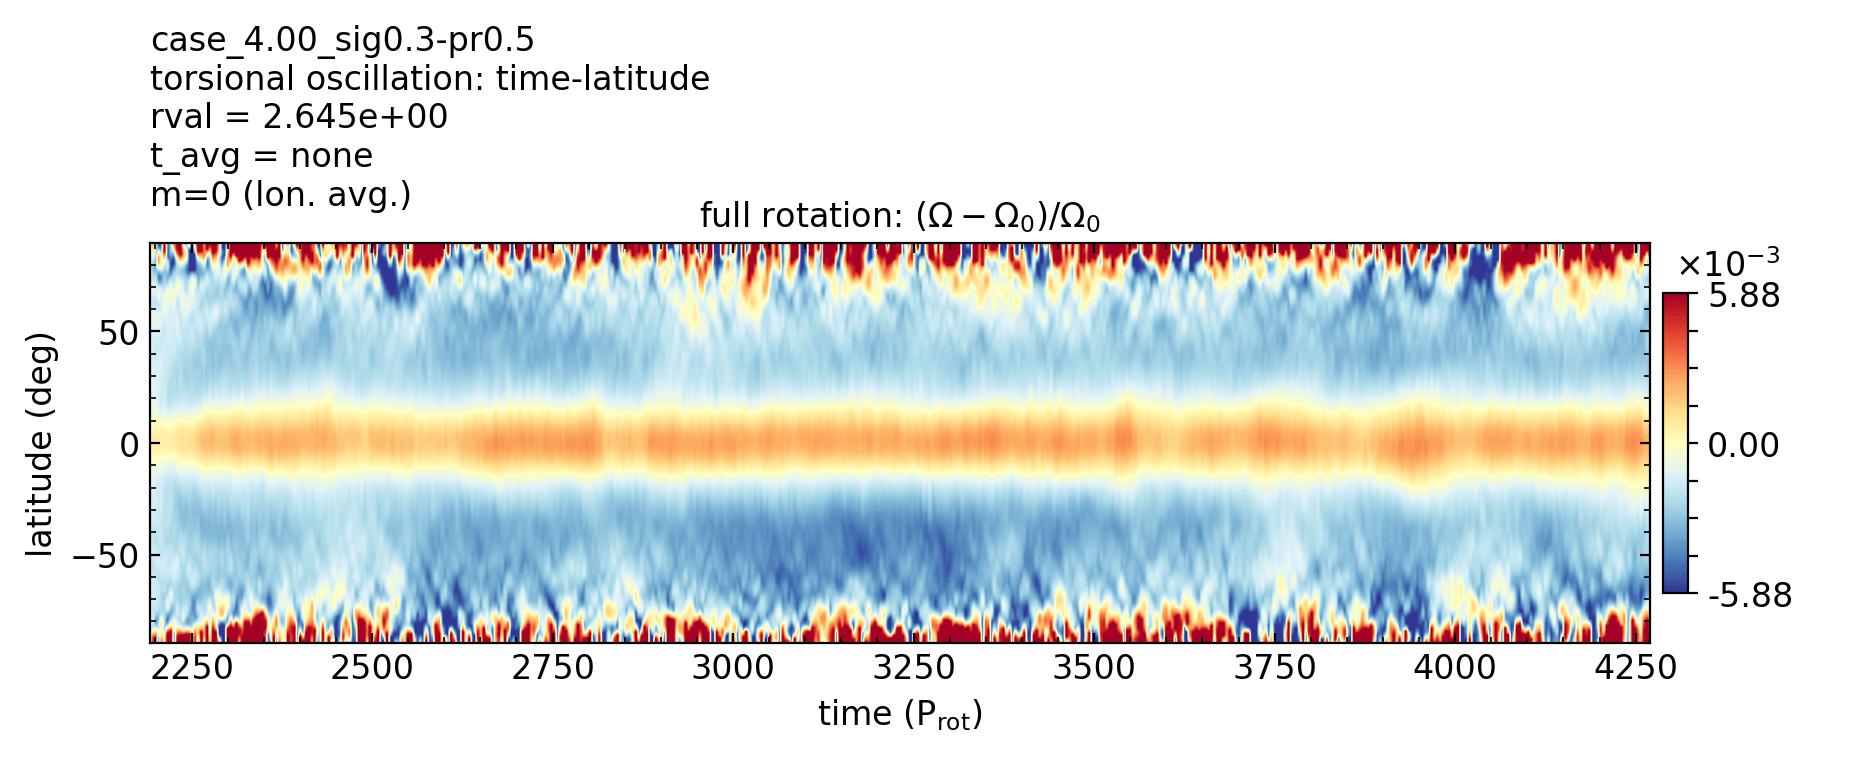 case_4.00_sig0.3-pr0.5
torsional oscillation: time-latitude
rval = 2.645e+00
t_avg = none
m=0 (lon. avg.)
full rotation: (Ω − Ω₀)/Ω₀
×10⁻³
5.88
0.00
-5.88
latitude (deg)
50
0
−50
2250 2500 2750 3000 3250 3500 3750 4000 4250
time (P_rot)